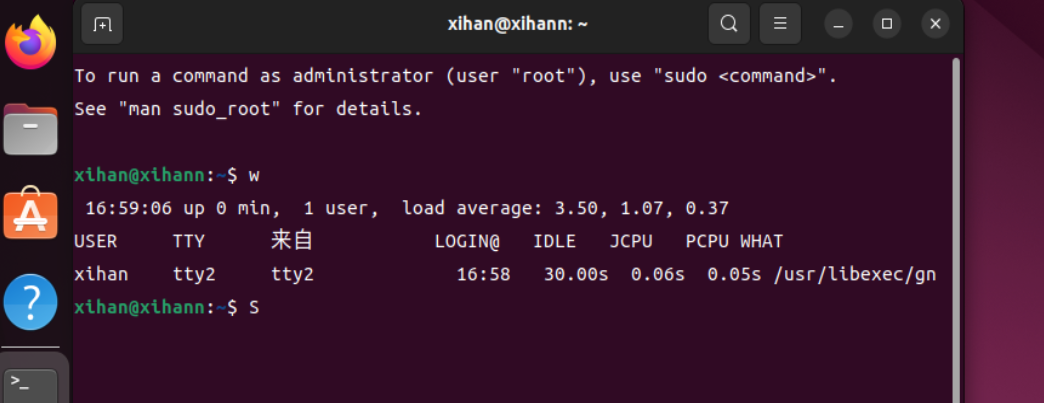 xihan@xihann: ~
To run a command as administrator (user "root"), use "sudo <command>".
See "man sudo_root" for details.
xihan@xihann:~$ w
 16:59:06 up 0 min,  1 user,  load average: 3.50, 1.07, 0.37
USER     TTY      来自             LOGIN@   IDLE   JCPU   PCPU WHAT
xihan    tty2     tty2             16:58   30.00s  0.06s  0.05s /usr/libexec/gn
xihan@xihann:~$ S